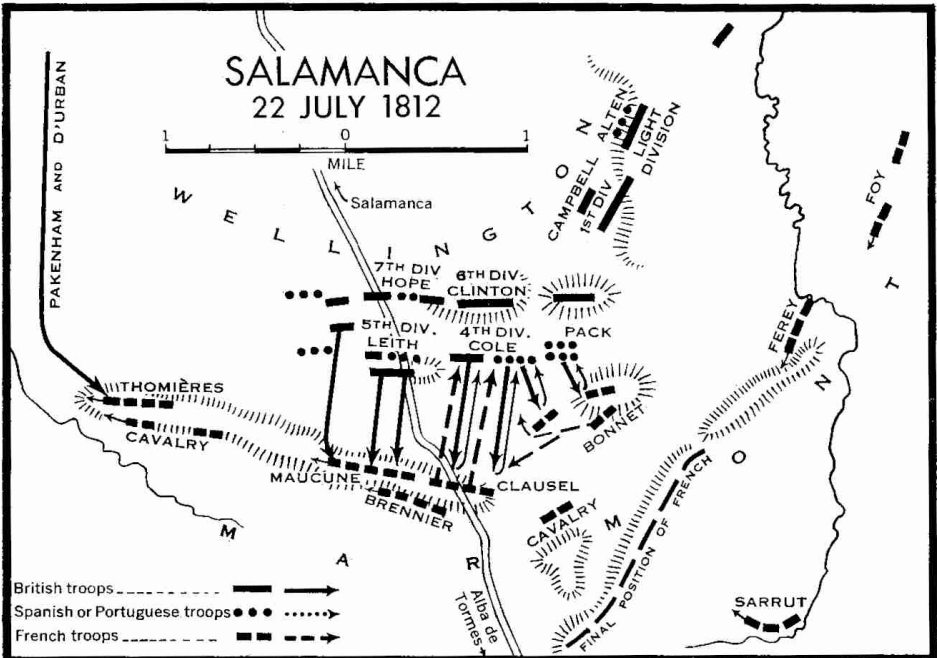 SALAMANCA
22 JULY 1812
1 0 1
MILE
PAKENHAM AND D'URBAN
Salamanca
WELLINGTON
ALTEN
LIGHT
DIVISION
CAMPBELL
1ST DIV
FOY
7TH DIV
HOPE
6TH DIV
CLINTON
5TH DIV.
LEITH
4TH DIV.
COLE
PACK
FEREY
THOMIÈRES
CAVALRY
BONNET
MAUCUNE
CLAUSEL
BRENNIER
CAVALRY
MARMONT
FINAL POSITION OF FRENCH
SARRUT
Alba de
Tormes
British troops
Spanish or Portuguese troops
French troops